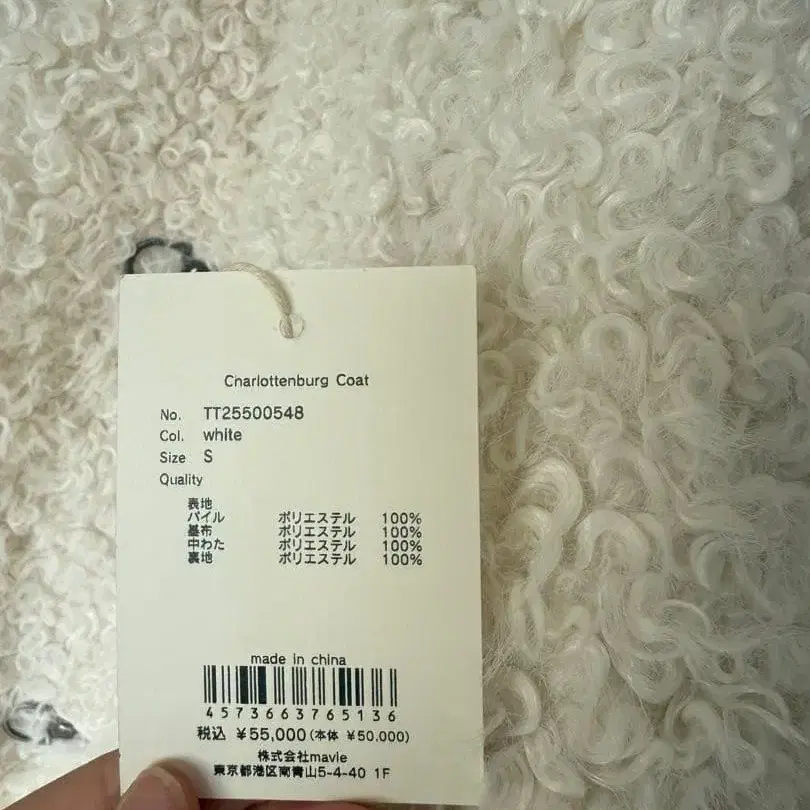 Charlottenburg Coat
No. TT25500548
Col. white
Size S
Quality
表地
パイル ポリエステル 100%
基布 ポリエステル 100%
中わた ポリエステル 100%
裏地 ポリエステル 100%
made in china
4573663765136
税込 ¥55,000(本体 ¥50,000)
株式会社mavie
東京都港区南青山5-4-40 1F